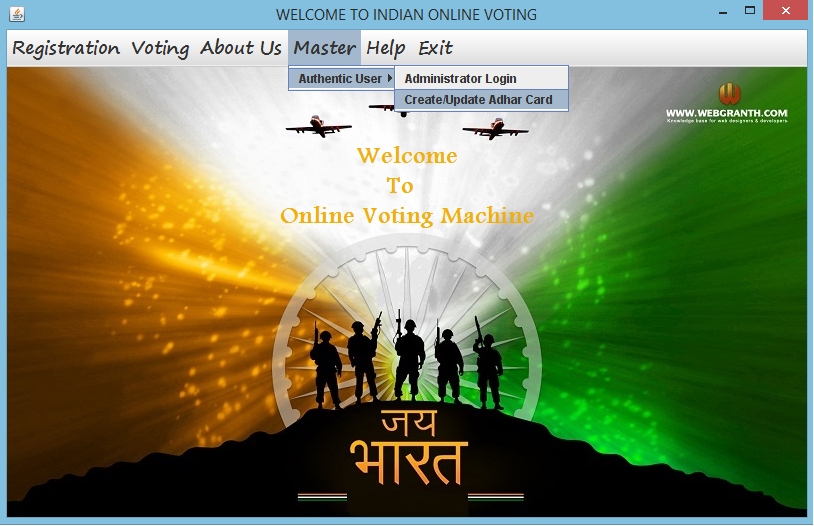 WELCOME TO INDIAN ONLINE VOTING
Registration Voting About Us Master Help Exit
Authentic User
Administrator Login
Create/Update Adhar Card
WWW.WEBGRANTH.COM
Knowledge base for web designers & developers.
Welcome
To
Online Voting Machine
जय
भारत